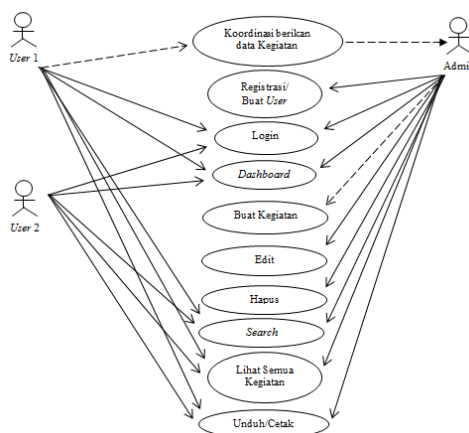 Koordinasi berikan
data Kegiatan
User 1
Admi
Registrasi/
Buat User
Login
Dashboard
User 2
Buat Kegiatan
Edit
Hapus
Search
Lihat Semua
Kegiatan
Unduh/Cetak